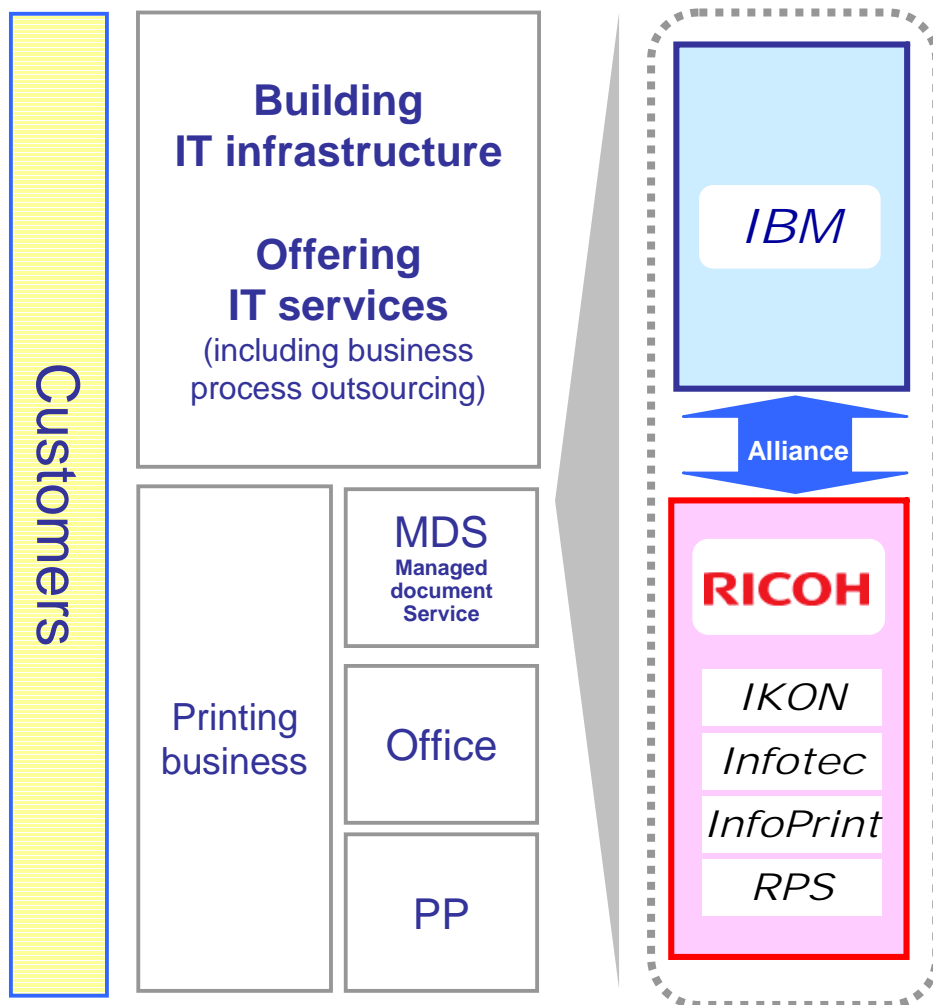 Customers
Building
IT infrastructure
Offering
IT services
(including business
process outsourcing)
Printing
business
MDS
Managed
document
Service
Office
PP
IBM
Alliance
RICOH
IKON
Infotec
InfoPrint
RPS